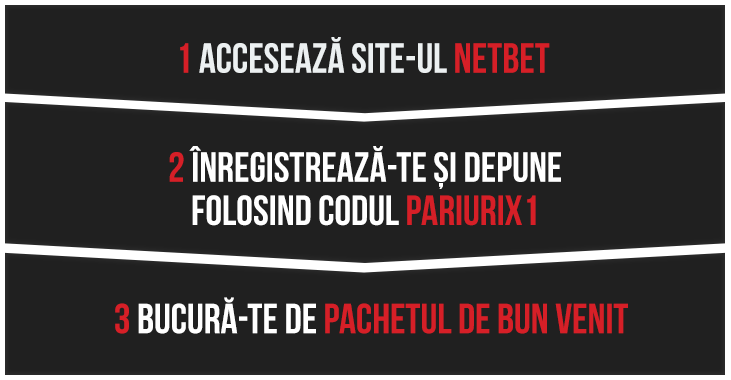 1 ACCESEAZĂ SITE-UL NETBET
2 ÎNREGISTREAZĂ-TE ȘI DEPUNE
FOLOSIND CODUL PARIURIX1
3 BUCURĂ-TE DE PACHETUL DE BUN VENIT